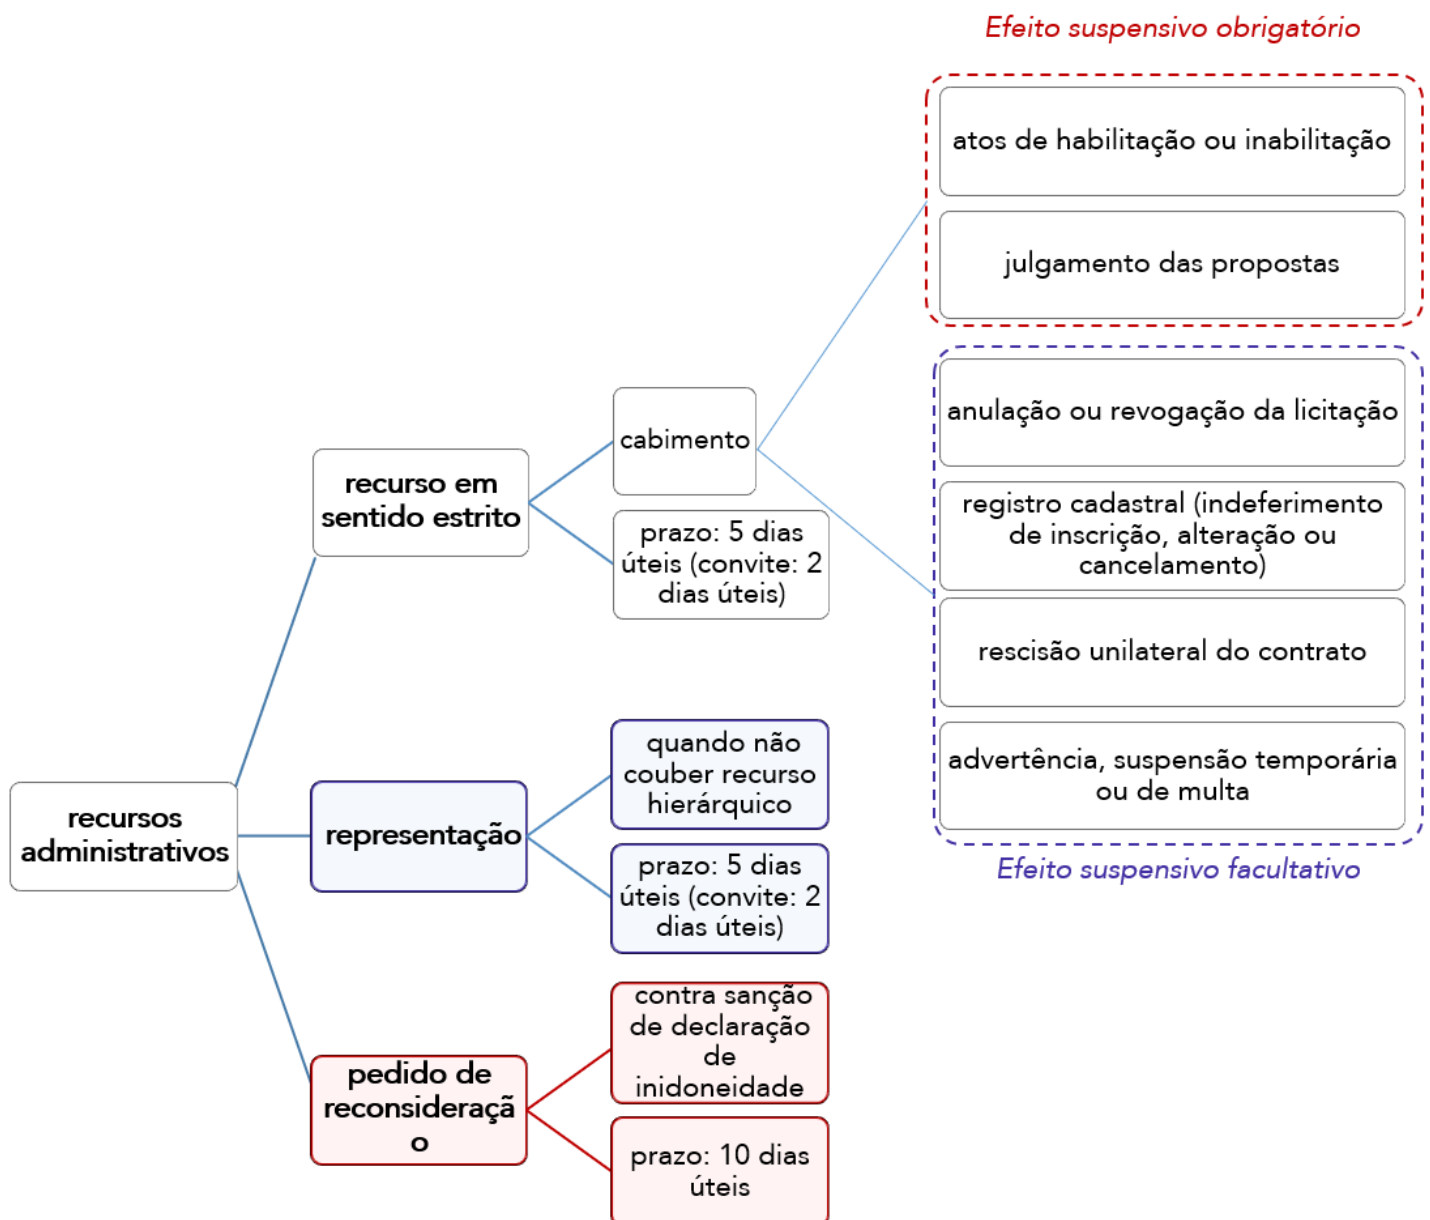 Efeito suspensivo obrigatório
atos de habilitação ou inabilitação
julgamento das propostas
anulação ou revogação da licitação
registro cadastral (indeferimento
de inscrição, alteração ou
cancelamento)
rescisão unilateral do contrato
advertência, suspensão temporária
ou de multa
Efeito suspensivo facultativo
cabimento
prazo: 5 dias
úteis (convite: 2
dias úteis)
recurso em
sentido estrito
quando não
couber recurso
hierárquico
prazo: 5 dias
úteis (convite: 2
dias úteis)
representação
recursos
administrativos
contra sanção
de declaração
de
inidoneidade
prazo: 10 dias
úteis
pedido de
reconsideraçã
o